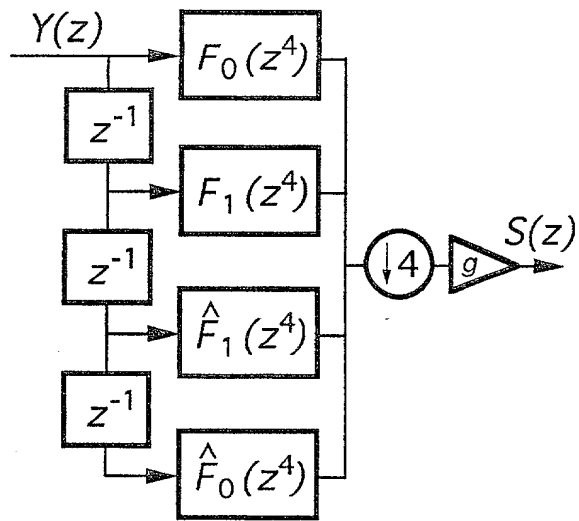 Y(z)
F₀(z⁴)
z⁻¹
F₁(z⁴)
z⁻¹
F̂₁(z⁴)
z⁻¹
F̂₀(z⁴)
↓4
g
S(z)